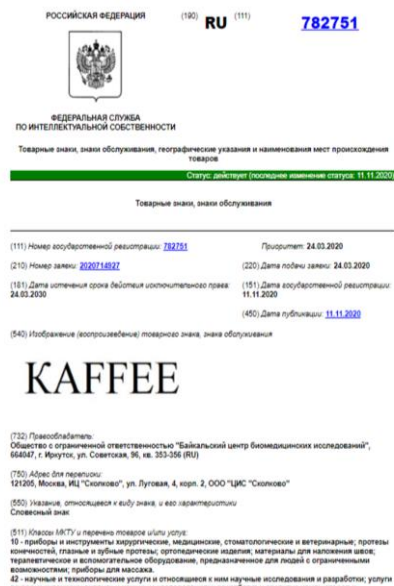 РОССИЙСКАЯ ФЕДЕРАЦИЯ
(190) RU (111) 782751
ФЕДЕРАЛЬНАЯ СЛУЖБА
ПО ИНТЕЛЛЕКТУАЛЬНОЙ СОБСТВЕННОСТИ
Товарные знаки, знаки обслуживания, географические указания и наименования мест происхождения
товаров
Статус: действует (последнее изменение статуса: 11.11.2020)
Товарные знаки, знаки обслуживания
(111) Номер государственной регистрации: 782751
Приоритет: 24.03.2020
(210) Номер заявки: 2020714927
(220) Дата подачи заявки: 24.03.2020
(181) Дата истечения срока действия исключительного права:
24.03.2030
(151) Дата государственной регистрации:
11.11.2020
(450) Дата публикации: 11.11.2020
(540) Изображение (воспроизведение) товарного знака, знака обслуживания
KAFFEE
(732) Правообладатель:
Общество с ограниченной ответственностью "Байкальский центр биомедицинских исследований",
664047, г. Иркутск, ул. Советская, 96, кв. 353-356 (RU)
(750) Адрес для переписки:
121205, Москва, ИЦ "Сколково", ул. Луговая, 4, корп. 2, ООО "ЦИС "Сколково"
(550) Указание, относящееся к виду знака, и его характеристики
Словесный знак
(511) Классы МКТУ и перечень товаров и/или услуг:
10 - приборы и инструменты хирургические, медицинские, стоматологические и ветеринарные; протезы
конечностей, глазные и зубные протезы; ортопедические изделия; материалы для наложения швов;
терапевтическое и вспомогательное оборудование, предназначенное для людей с ограниченными
возможностями; приборы для массажа.
42 - научные и технологические услуги и относящиеся к ним научные исследования и разработки; услуги